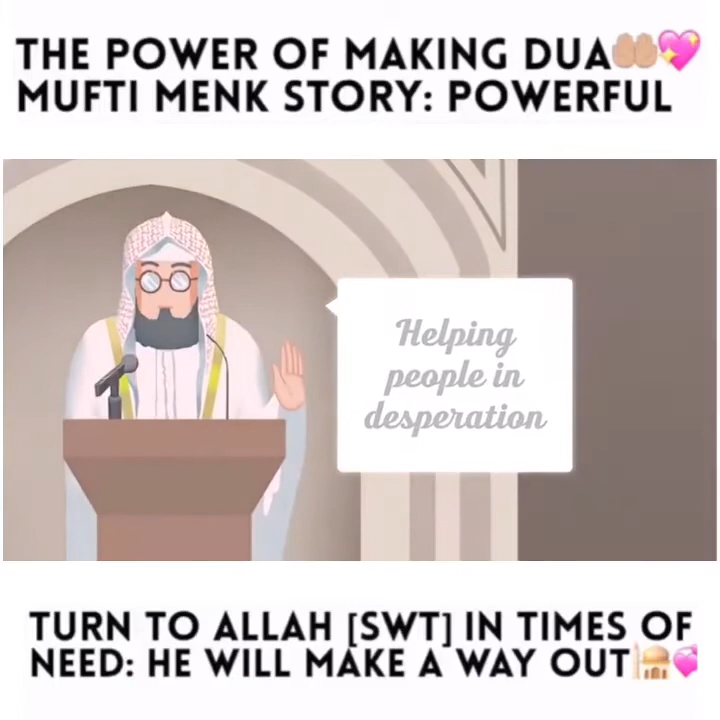 THE POWER OF MAKING DUA🤲🏼💖
MUFTI MENK STORY: POWERFUL
Helping
people in
desperation
TURN TO ALLAH [SWT] IN TIMES OF
NEED: HE WILL MAKE A WAY OUT🕌💞